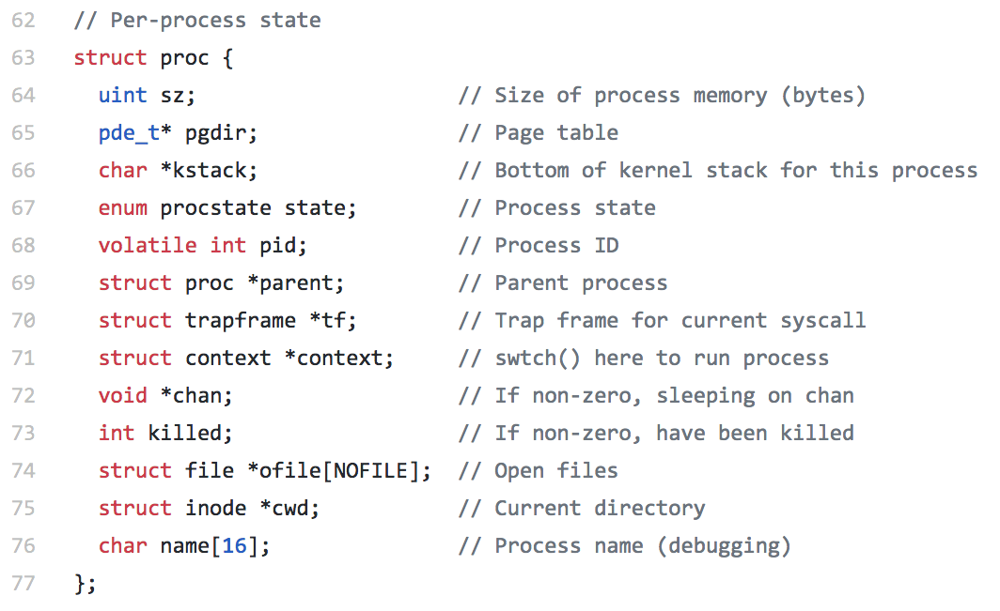 62 // Per-process state
63 struct proc {
64 uint sz; // Size of process memory (bytes)
65 pde_t* pgdir; // Page table
66 char *kstack; // Bottom of kernel stack for this process
67 enum procstate state; // Process state
68 volatile int pid; // Process ID
69 struct proc *parent; // Parent process
70 struct trapframe *tf; // Trap frame for current syscall
71 struct context *context; // swtch() here to run process
72 void *chan; // If non-zero, sleeping on chan
73 int killed; // If non-zero, have been killed
74 struct file *ofile[NOFILE]; // Open files
75 struct inode *cwd; // Current directory
76 char name[16]; // Process name (debugging)
77 };